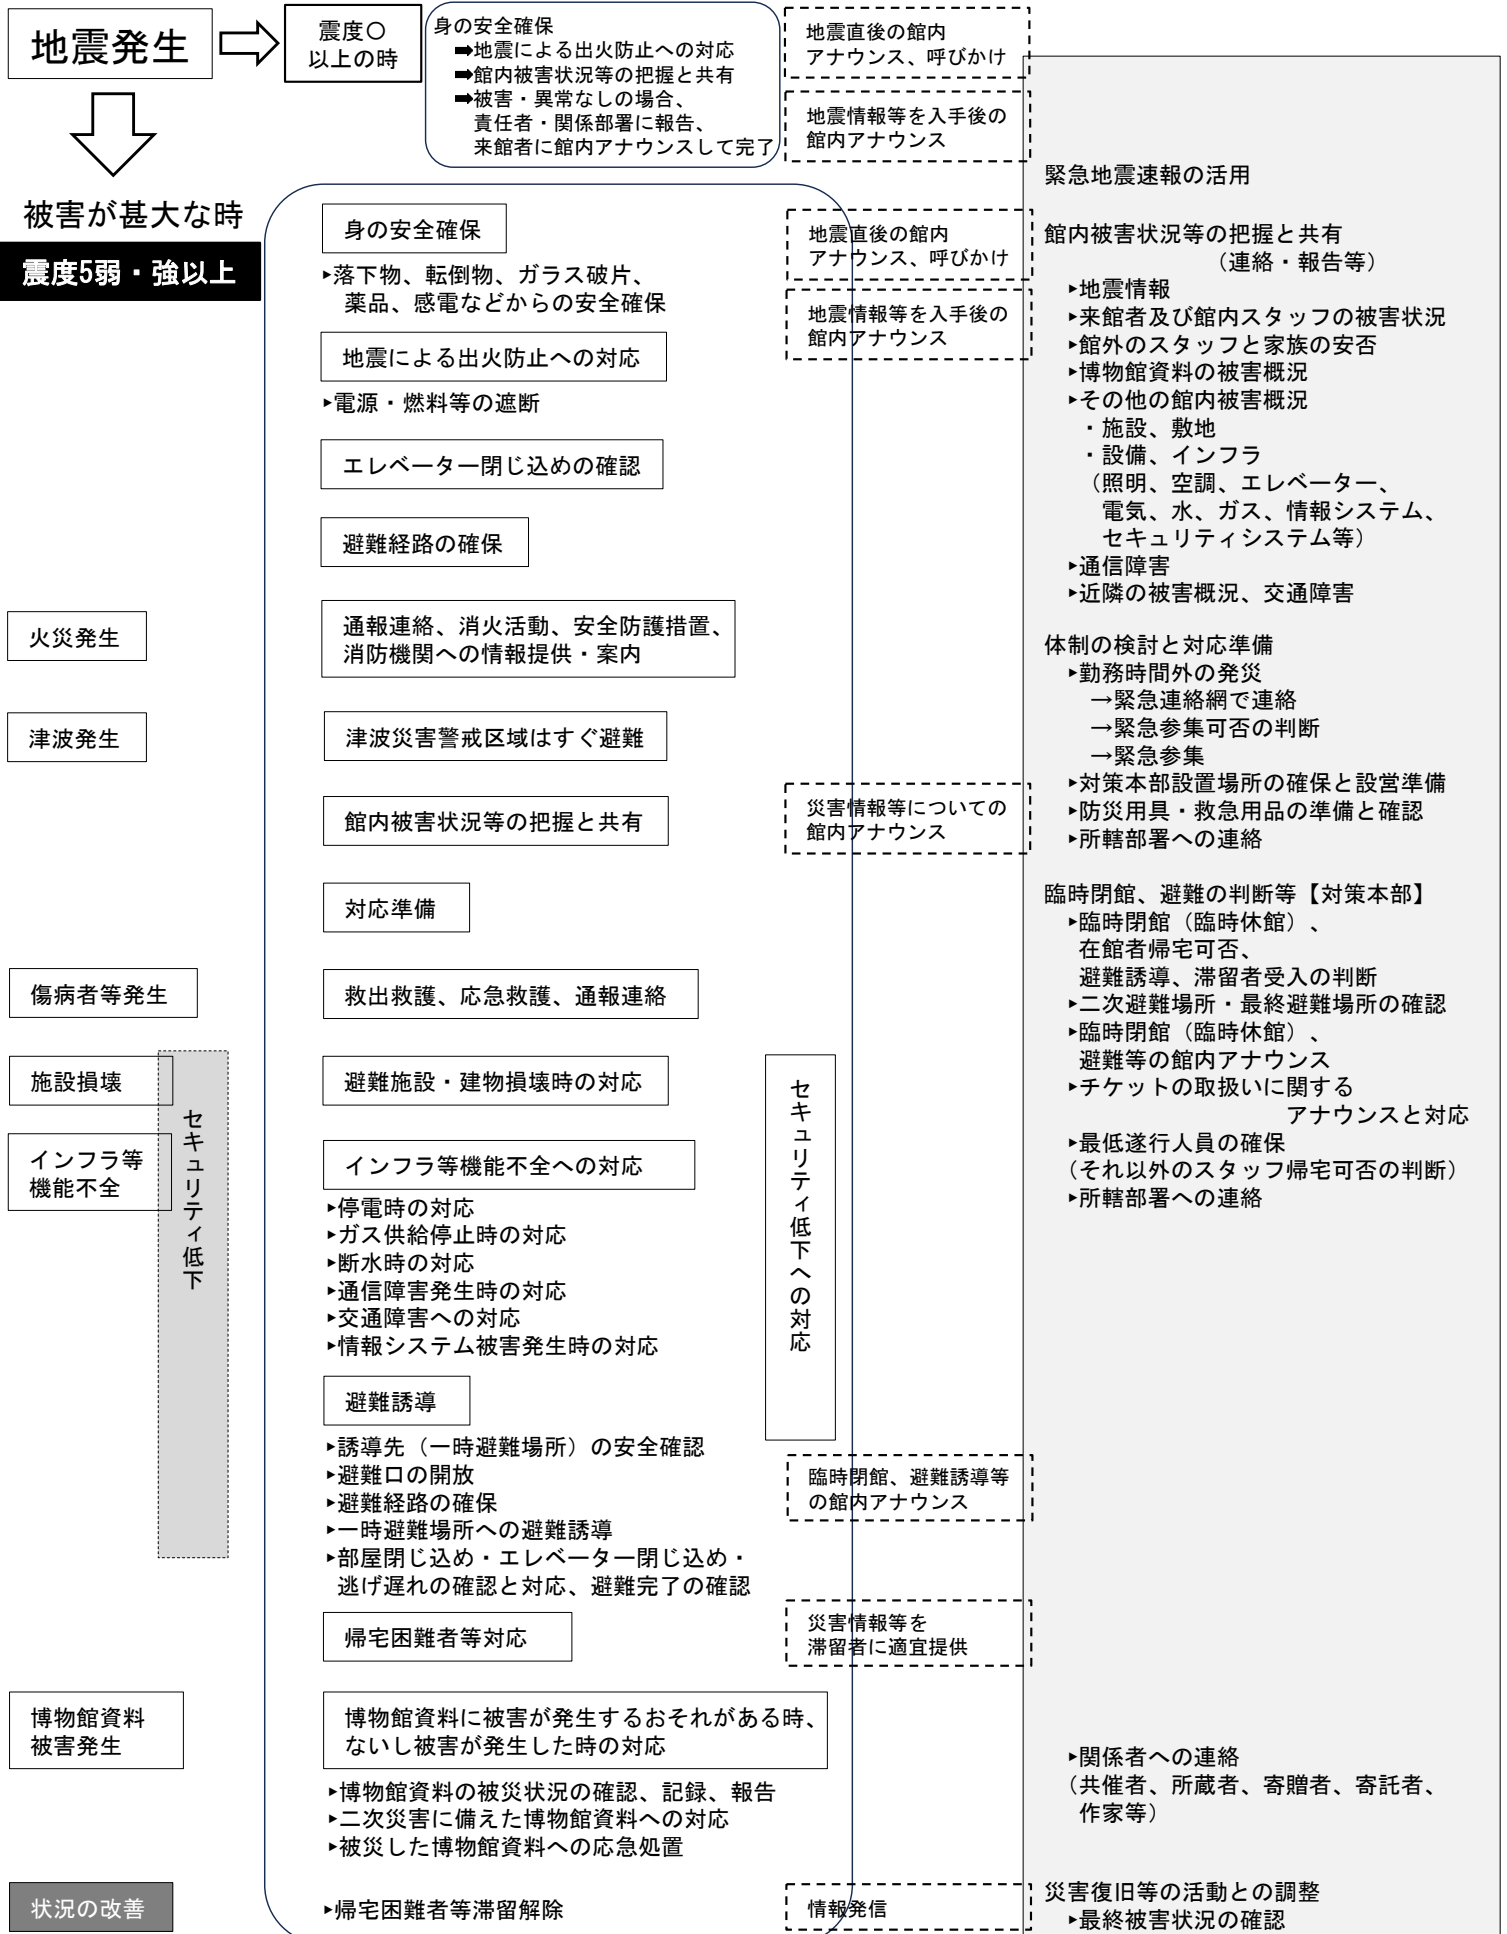 地震発生
震度〇
以上の時
身の安全確保
➡地震による出火防止への対応
➡館内被害状況等の把握と共有
➡被害・異常なしの場合、
責任者・関係部署に報告、
来館者に館内アナウンスして完了
地震直後の館内
アナウンス、呼びかけ
地震情報等を入手後の
館内アナウンス
被害が甚大な時
震度5弱・強以上
身の安全確保
▸落下物、転倒物、ガラス破片、
薬品、感電などからの安全確保
地震による出火防止への対応
▸電源・燃料等の遮断
エレベーター閉じ込めの確認
避難経路の確保
地震直後の館内
アナウンス、呼びかけ
地震情報等を入手後の
館内アナウンス
火災発生
通報連絡、消火活動、安全防護措置、
消防機関への情報提供・案内
津波発生
津波災害警戒区域はすぐ避難
館内被害状況等の把握と共有
災害情報等についての
館内アナウンス
対応準備
傷病者等発生
救出救護、応急救護、通報連絡
施設損壊
避難施設・建物損壊時の対応
インフラ等
機能不全
セキュリティ低下
インフラ等機能不全への対応
▸停電時の対応
▸ガス供給停止時の対応
▸断水時の対応
▸通信障害発生時の対応
▸交通障害への対応
▸情報システム被害発生時の対応
セキュリティ低下への対応
避難誘導
▸誘導先（一時避難場所）の安全確認
▸避難口の開放
▸避難経路の確保
▸一時避難場所への避難誘導
▸部屋閉じ込め・エレベーター閉じ込め・
逃げ遅れの確認と対応、避難完了の確認
臨時閉館、避難誘導等
の館内アナウンス
帰宅困難者等対応
災害情報等を
滞留者に適宜提供
博物館資料
被害発生
博物館資料に被害が発生するおそれがある時、
ないし被害が発生した時の対応
▸博物館資料の被災状況の確認、記録、報告
▸二次災害に備えた博物館資料への対応
▸被災した博物館資料への応急処置
状況の改善
▸帰宅困難者等滞留解除
情報発信
緊急地震速報の活用
館内被害状況等の把握と共有
（連絡・報告等）
▸地震情報
▸来館者及び館内スタッフの被害状況
▸館外のスタッフと家族の安否
▸博物館資料の被害概況
▸その他の館内被害概況
・施設、敷地
・設備、インフラ
（照明、空調、エレベーター、
電気、水、ガス、情報システム、
セキュリティシステム等）
▸通信障害
▸近隣の被害概況、交通障害
体制の検討と対応準備
▸勤務時間外の発災
→緊急連絡網で連絡
→緊急参集可否の判断
→緊急参集
▸対策本部設置場所の確保と設営準備
▸防災用具・救急用品の準備と確認
▸所轄部署への連絡
臨時閉館、避難の判断等【対策本部】
▸臨時閉館（臨時休館）、
在館者帰宅可否、
避難誘導、滞留者受入の判断
▸二次避難場所・最終避難場所の確認
▸臨時閉館（臨時休館）、
避難等の館内アナウンス
▸チケットの取扱いに関する
アナウンスと対応
▸最低遂行人員の確保
（それ以外のスタッフ帰宅可否の判断）
▸所轄部署への連絡
▸関係者への連絡
（共催者、所蔵者、寄贈者、寄託者、
作家等）
災害復旧等の活動との調整
▸最終被害状況の確認